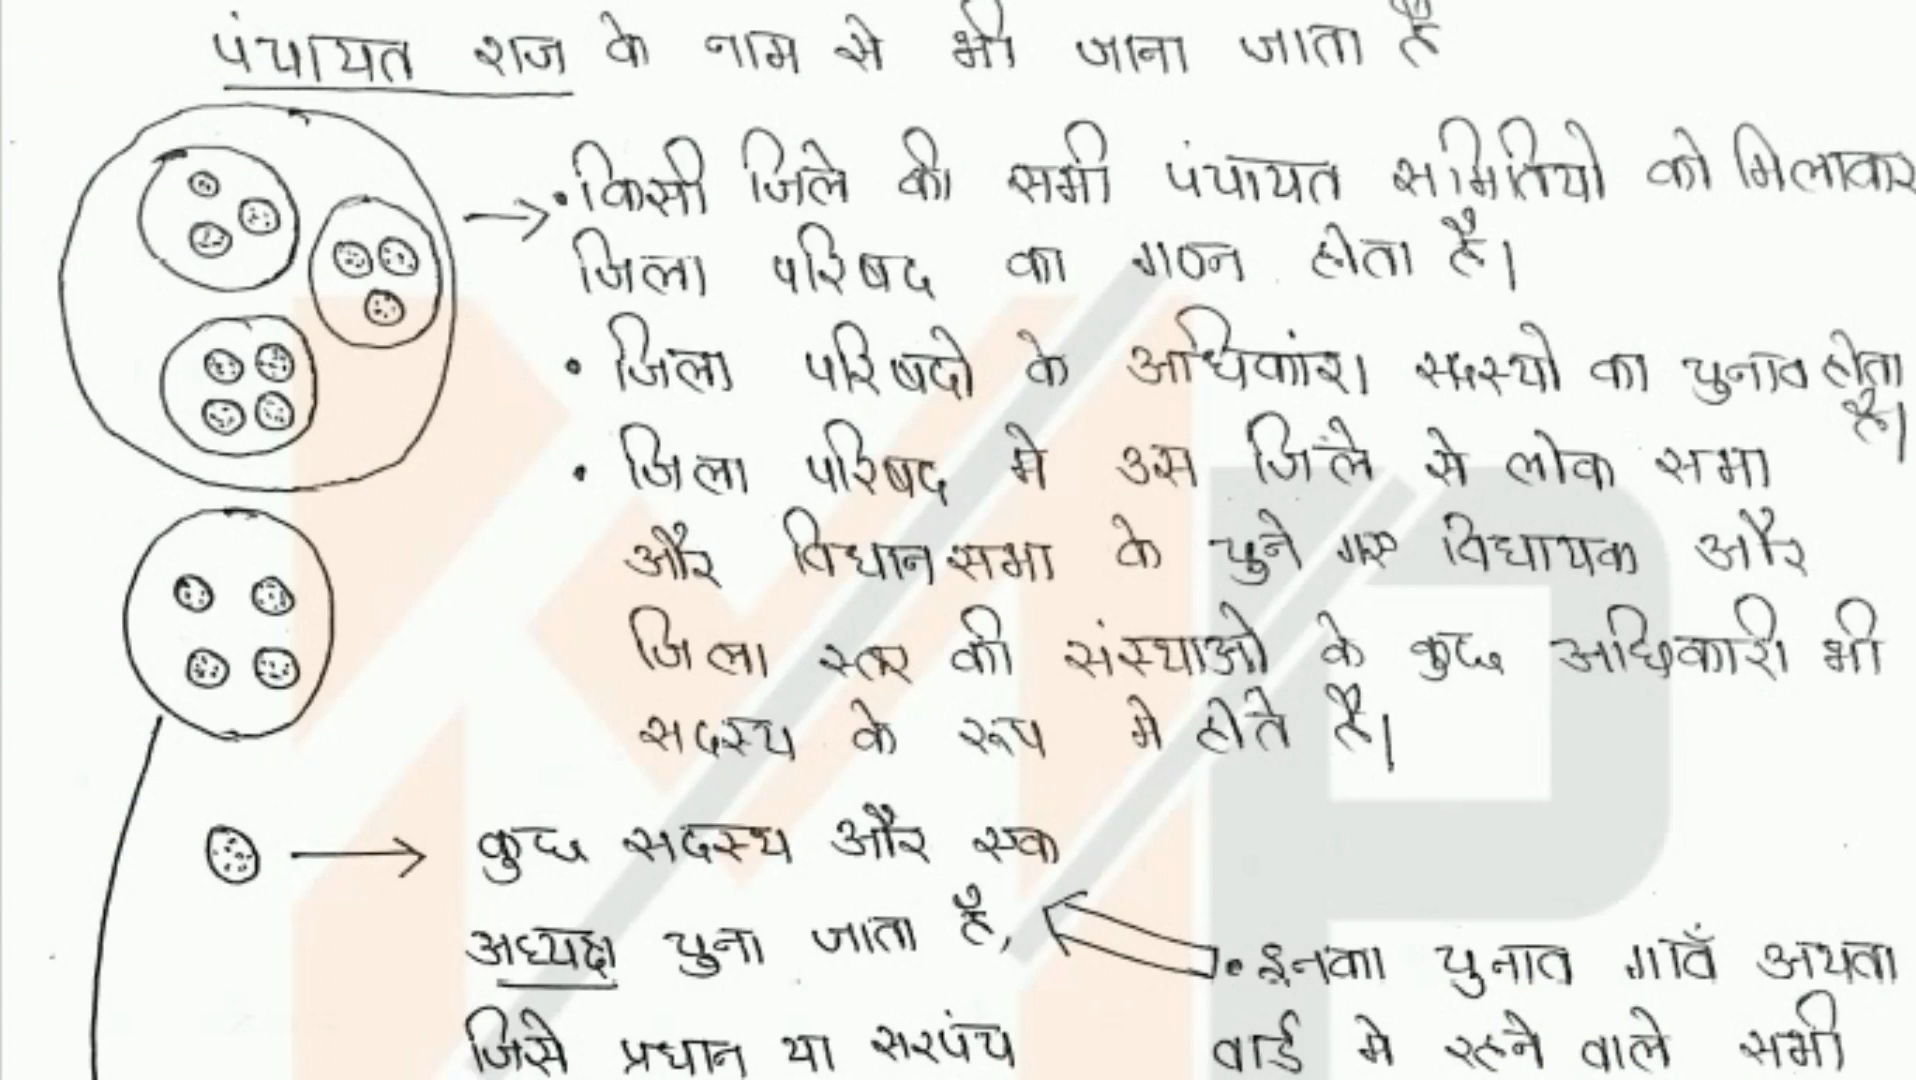 पंचायत राज के नाम से भी जाना जाता है
• किसी जिले की सभी पंचायत समितियो को मिलाकर
जिला परिषद का गठन होता है।
• जिला परिषदो के अधिकांश सदस्यो का चुनाव होता
है।
• जिला परिषद मे उस जिले से लोक सभा
और विधानसभा के चुने गए विधायक और
जिला स्तर की संस्थाओ के कुछ अधिकारी भी
सदस्य के रूप मे होते है।
कुछ सदस्य और एक
अध्यक्ष चुना जाता है,
जिसे प्रधान या सरपंच
• इनका चुनाव गावँ अथवा
वार्ड मे रहने वाले सभी
MP